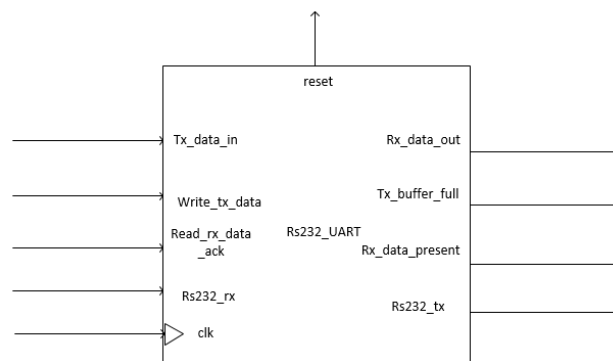 reset
Tx_data_in
Rx_data_out
Write_tx_data
Tx_buffer_full
Read_rx_data
_ack
Rs232_UART
Rx_data_present
Rs232_rx
Rs232_tx
clk